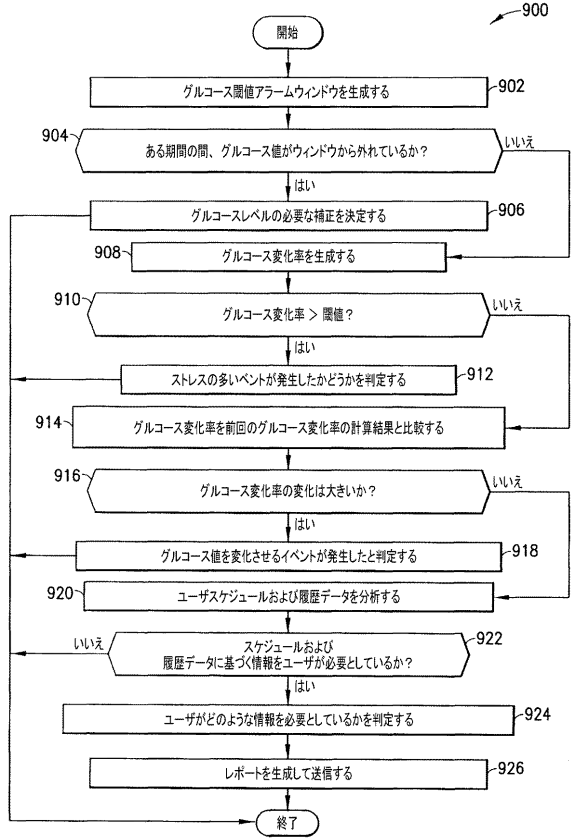 900
開始
グルコース閾値アラームウィンドウを生成する
902
904
ある期間の間、グルコース値がウィンドウから外れているか?
いいえ
はい
グルコースレベルの必要な補正を決定する
906
908
グルコース変化率を生成する
910
グルコース変化率 > 閾値?
いいえ
はい
ストレスの多いベントが発生したかどうかを判定する
912
914
グルコース変化率を前回のグルコース変化率の計算結果と比較する
916
グルコース変化率の変化は大きいか?
いいえ
はい
グルコース値を変化させるイベントが発生したと判定する
918
920
ユーザスケジュールおよび履歴データを分析する
922
いいえ
スケジュールおよび
履歴データに基づく情報をユーザが必要としているか?
はい
ユーザがどのような情報を必要としているかを判定する
924
レポートを生成して送信する
926
終了